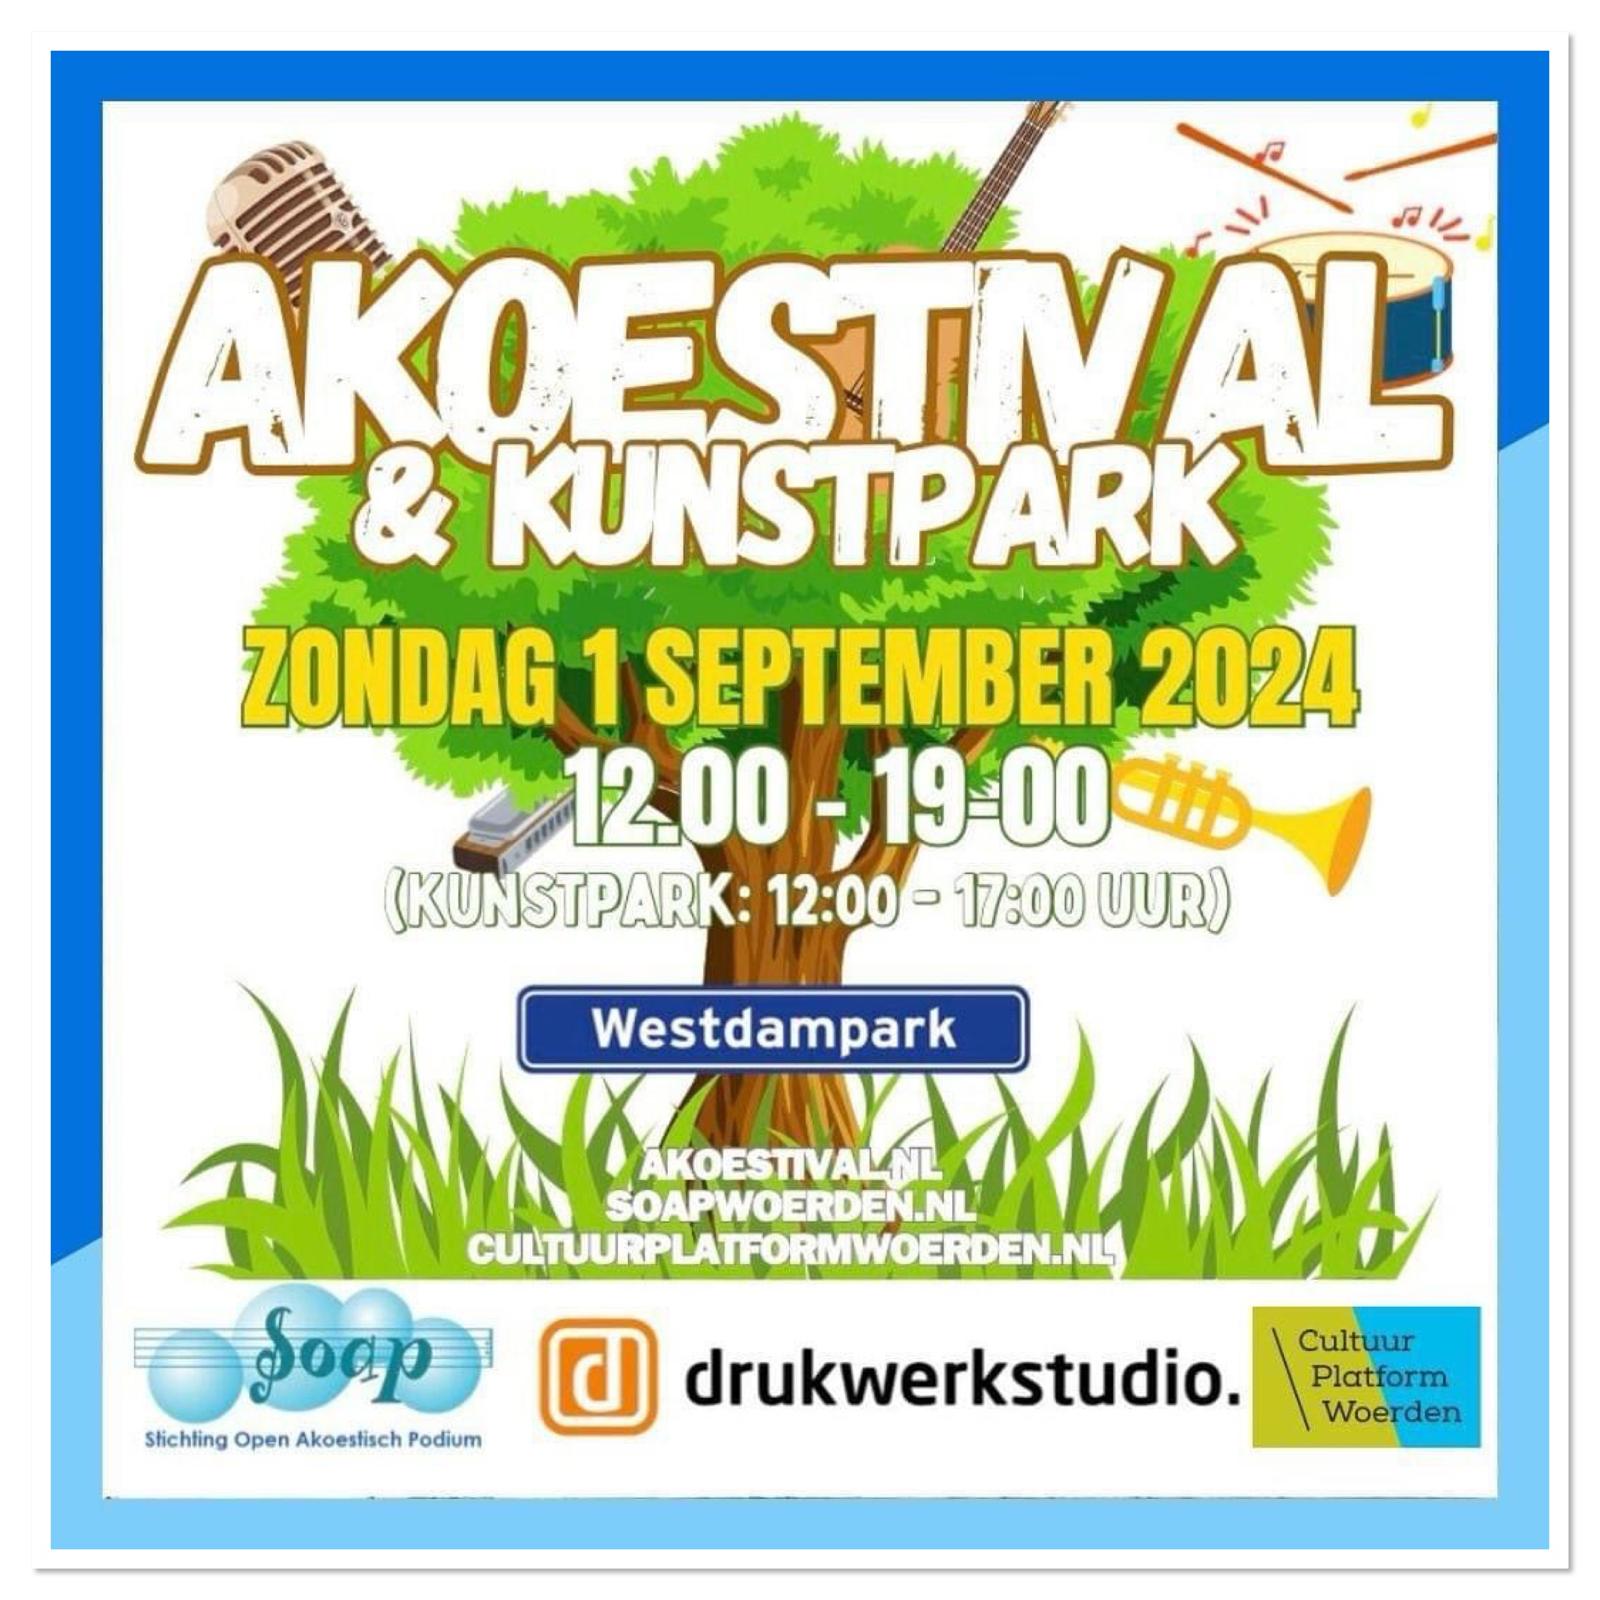 AKOESTIVAL
& KUNSTPARK
ZONDAG 1 SEPTEMBER 2024
12.00 - 19-00
(KUNSTPARK: 12:00 - 17:00 UUR)
Westdampark
AKOESTIVAL.NL
SOAPWOERDEN.NL
CULTUURPLATFORMWOERDEN.NL
Soap
Stichting Open Akoestisch Podium
d drukwerkstudio.
Cultuur
Platform
Woerden